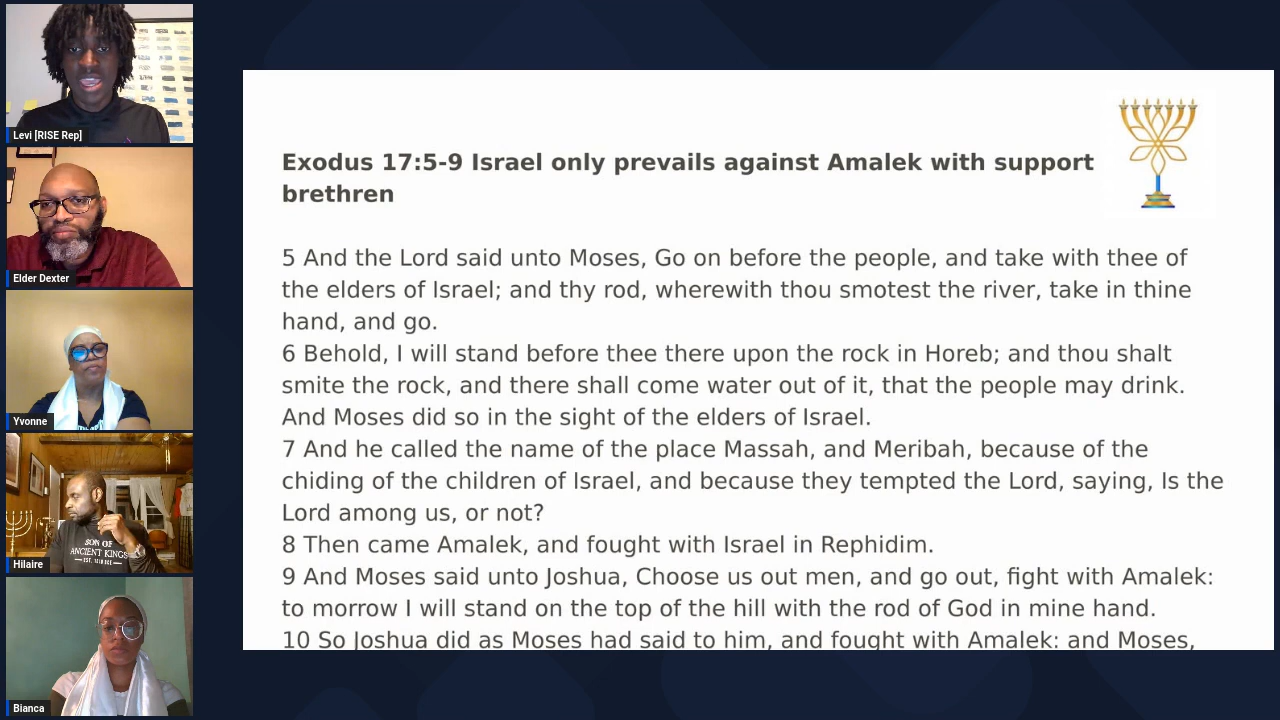 Levi [RISE Rep]
Elder Dexter
Yvonne
SON OF
ANCIENT KINGS
Hilaire
Bianca
Exodus 17:5-9 Israel only prevails against Amalek with support
brethren
5 And the Lord said unto Moses, Go on before the people, and take with thee of
the elders of Israel; and thy rod, wherewith thou smotest the river, take in thine
hand, and go.
6 Behold, I will stand before thee there upon the rock in Horeb; and thou shalt
smite the rock, and there shall come water out of it, that the people may drink.
And Moses did so in the sight of the elders of Israel.
7 And he called the name of the place Massah, and Meribah, because of the
chiding of the children of Israel, and because they tempted the Lord, saying, Is the
Lord among us, or not?
8 Then came Amalek, and fought with Israel in Rephidim.
9 And Moses said unto Joshua, Choose us out men, and go out, fight with Amalek:
to morrow I will stand on the top of the hill with the rod of God in mine hand.
10 So Joshua did as Moses had said to him, and fought with Amalek: and Moses,